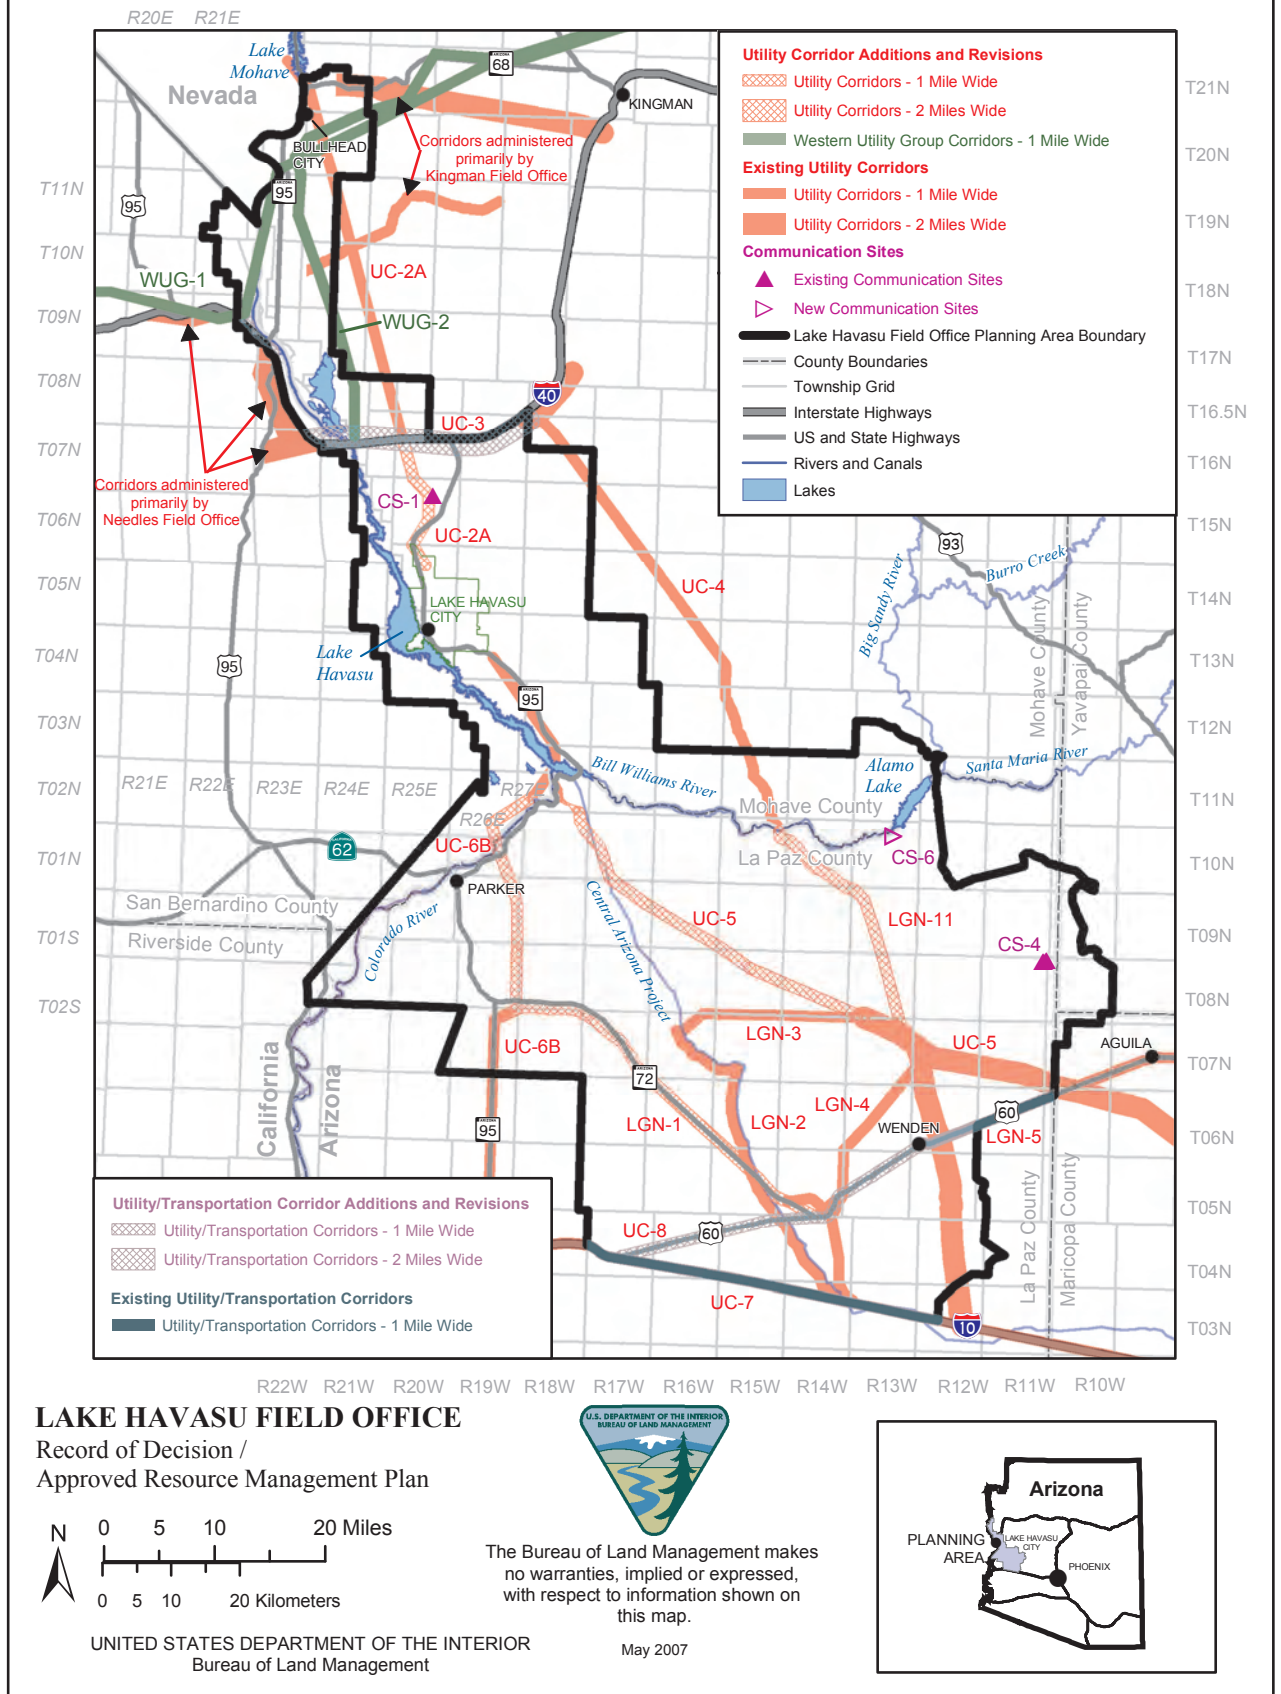 R20E R21E
Lake
Mohave
Nevada
ARIZONA
68
KINGMAN
BULLHEAD
CITY
Corridors administered
primarily by
Kingman Field Office
ARIZONA
95
95
UC-2A
WUG-1
WUG-2
40
UC-3
Corridors administered
primarily by
Needles Field Office
CS-1
UC-2A
UC-4
LAKE HAVASU
CITY
Lake
Havasu
95
ARIZONA
95
93
Burro Creek
Big Sandy River
Mohave County
Yavapai County
Santa Maria River
Alamo
Lake
Bill Williams River
Mohave County
La Paz County
CS-6
R21E R22E R23E R24E R25E R27E
R26E
UC-6B
CALIFORNIA
62
PARKER
San Bernardino County
Riverside County
Colorado River
Central Arizona Project
UC-5
LGN-11
CS-4
LGN-3
UC-5
AGUILA
UC-6B
ARIZONA
72
LGN-4
LGN-1
LGN-2
WENDEN
60
LGN-5
ARIZONA
95
California
Arizona
La Paz County
Maricopa County
UC-8
60
UC-7
10
Utility Corridor Additions and Revisions
Utility Corridors - 1 Mile Wide
Utility Corridors - 2 Miles Wide
Western Utility Group Corridors - 1 Mile Wide
Existing Utility Corridors
Utility Corridors - 1 Mile Wide
Utility Corridors - 2 Miles Wide
Communication Sites
Existing Communication Sites
New Communication Sites
Lake Havasu Field Office Planning Area Boundary
County Boundaries
Township Grid
Interstate Highways
US and State Highways
Rivers and Canals
Lakes
T11N
T10N
T09N
T08N
T07N
T06N
T05N
T04N
T03N
T02N
T01N
T01S
T02S
T21N
T20N
T19N
T18N
T17N
T16.5N
T16N
T15N
T14N
T13N
T12N
T11N
T10N
T09N
T08N
T07N
T06N
T05N
T04N
T03N
Utility/Transportation Corridor Additions and Revisions
Utility/Transportation Corridors - 1 Mile Wide
Utility/Transportation Corridors - 2 Miles Wide
Existing Utility/Transportation Corridors
Utility/Transportation Corridors - 1 Mile Wide
R22W R21W R20W R19W R18W R17W R16W R15W R14W R13W R12W R11W R10W
LAKE HAVASU FIELD OFFICE
Record of Decision /
Approved Resource Management Plan
N
0 5 10 20 Miles
0 5 10 20 Kilometers
UNITED STATES DEPARTMENT OF THE INTERIOR
Bureau of Land Management
U.S. DEPARTMENT OF THE INTERIOR
BUREAU OF LAND MANAGEMENT
The Bureau of Land Management makes
no warranties, implied or expressed,
with respect to information shown on
this map.
May 2007
Arizona
PLANNING
AREA
LAKE HAVASU
CITY
PHOENIX